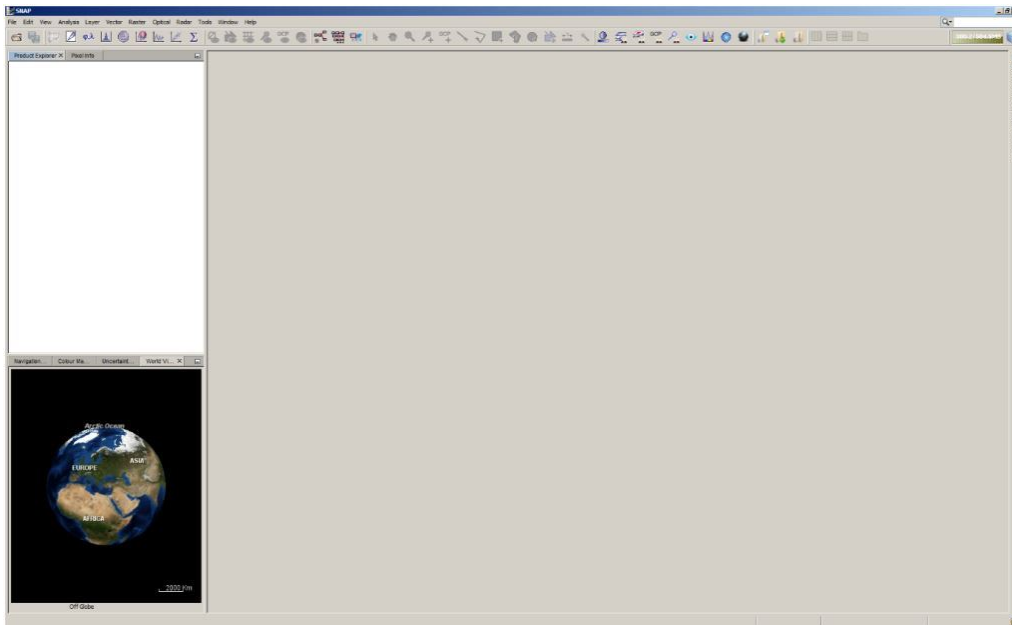 SNAP
File Edit View Analysis Layer Vector Raster Optical Radar Tools Window Help
Product Explorer Pixel Info
Navigation... Colour Ma... Uncertaint... World Vi...
Arctic Ocean
EUROPE
ASIA
AFRICA
2000 Km
Off Globe